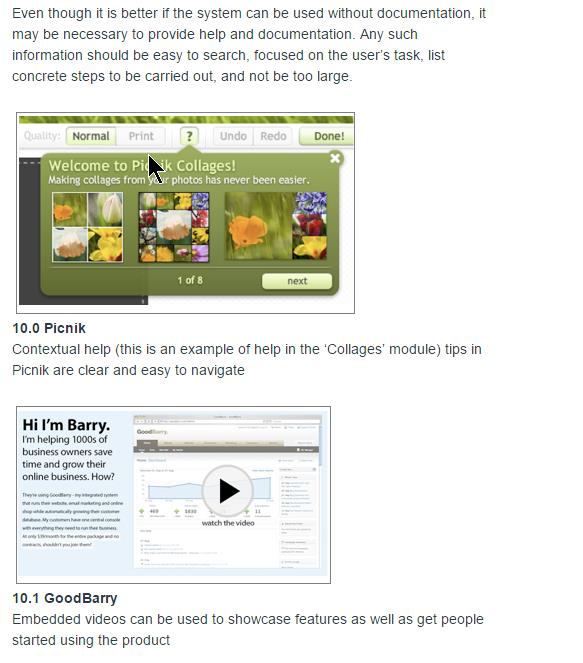 Even though it is better if the system can be used without documentation, it
may be necessary to provide help and documentation. Any such
information should be easy to search, focused on the user's task, list
concrete steps to be carried out, and not be too large.
Quality: Normal Print ? Undo Redo Done!
Welcome to Picnik Collages!
Making collages from your photos has never been easier.
1 of 8 next
10.0 Picnik
Contextual help (this is an example of help in the ‘Collages’ module) tips in
Picnik are clear and easy to navigate
Hi I'm Barry.
I'm helping 1000s of
business owners save
time and grow their
online business. How?
They're using GoodBarry - my integrated system
that runs their website, email marketing and online
shop while automatically growing their customer
database. My customers have one central console
with everything they need to run their business.
At only $39/month for the entire package and no
contracts, shouldn't you join them?
GoodBarry
watch the video
10.1 GoodBarry
Embedded videos can be used to showcase features as well as get people
started using the product